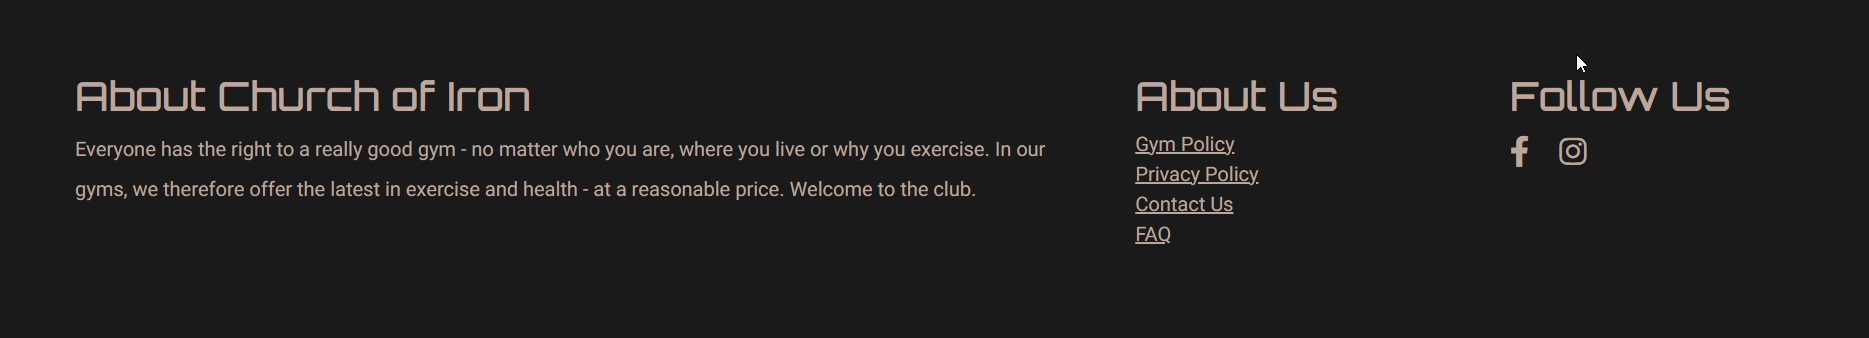 About Church of Iron
Everyone has the right to a really good gym - no matter who you are, where you live or why you exercise. In our
gyms, we therefore offer the latest in exercise and health - at a reasonable price. Welcome to the club.
About Us
Gym Policy
Privacy Policy
Contact Us
FAQ
Follow Us